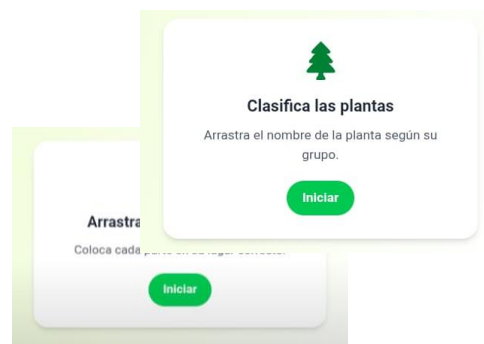 Clasifica las plantas
Arrastra el nombre de la planta según su
grupo.
Iniciar
Arrastra
Coloca cada
Iniciar